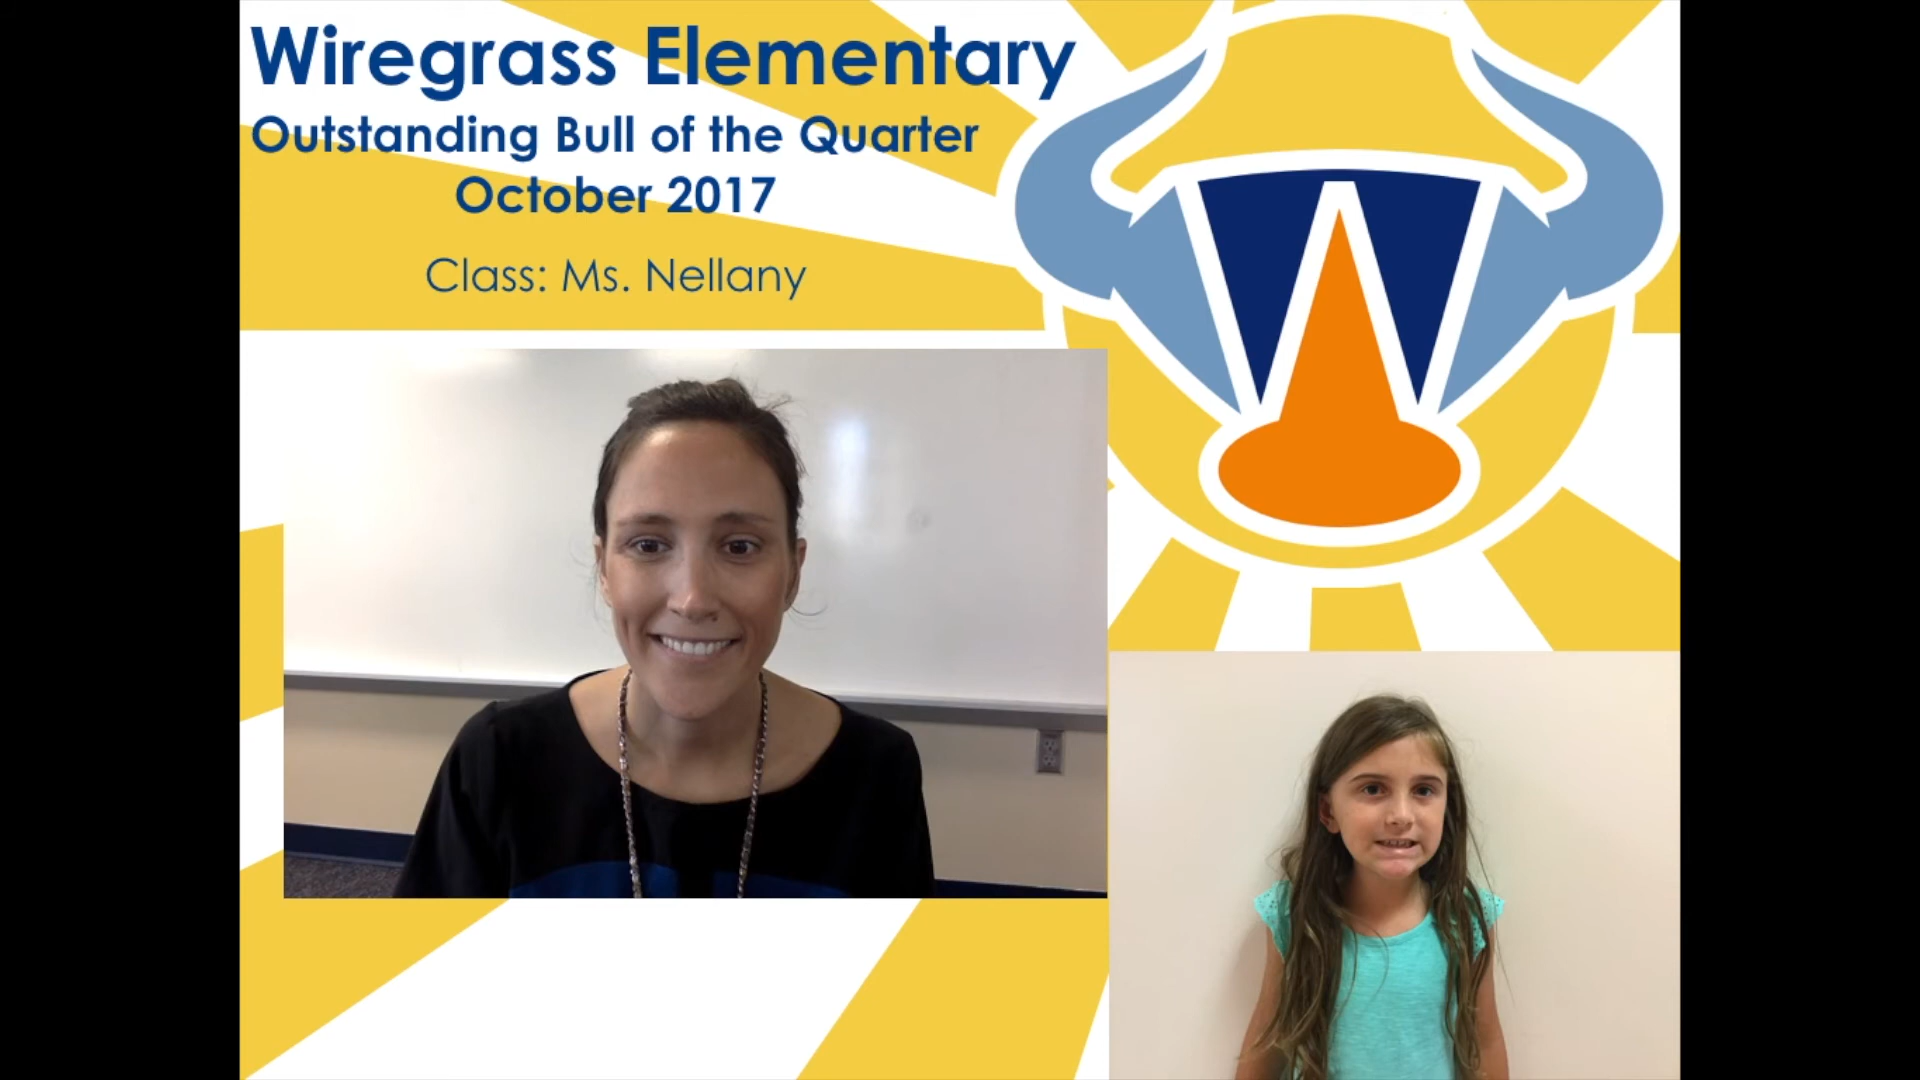 Wiregrass Elementary
Outstanding Bull of the Quarter
October 2017
Class: Ms. Nellany